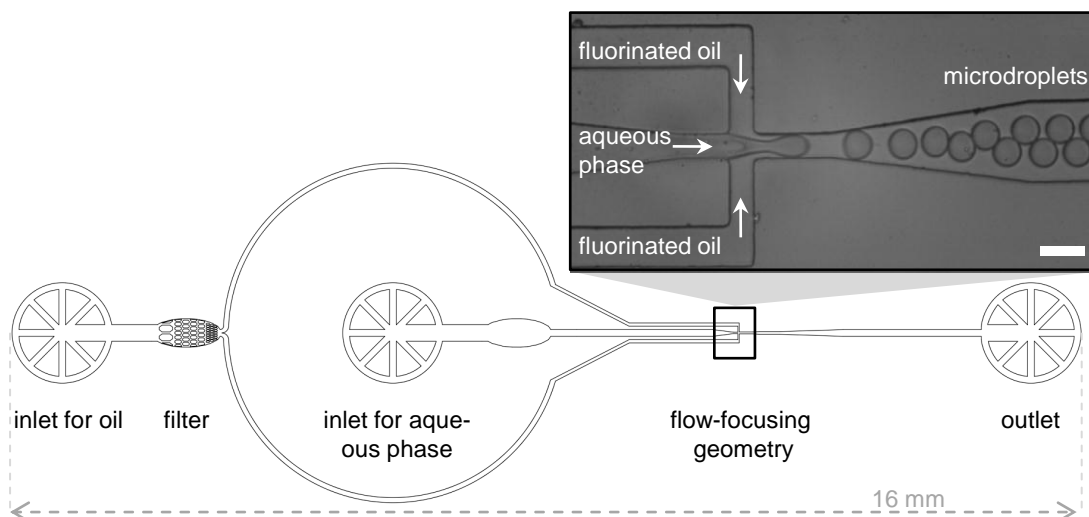 fluorinated oil
microdroplets
aqueous
phase
fluorinated oil
inlet for oil
filter
inlet for aque-
ous phase
flow-focusing
geometry
outlet
16 mm